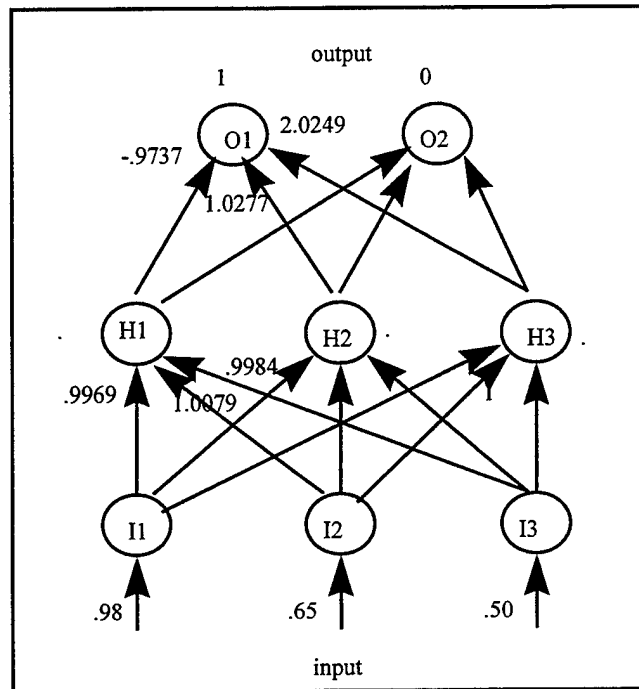 output
1 0
O1 2.0249 O2
-.9737
1.0277
H1 H2 H3
.9984
.9969 1.0079 1
I1 I2 I3
.98 .65 .50
input